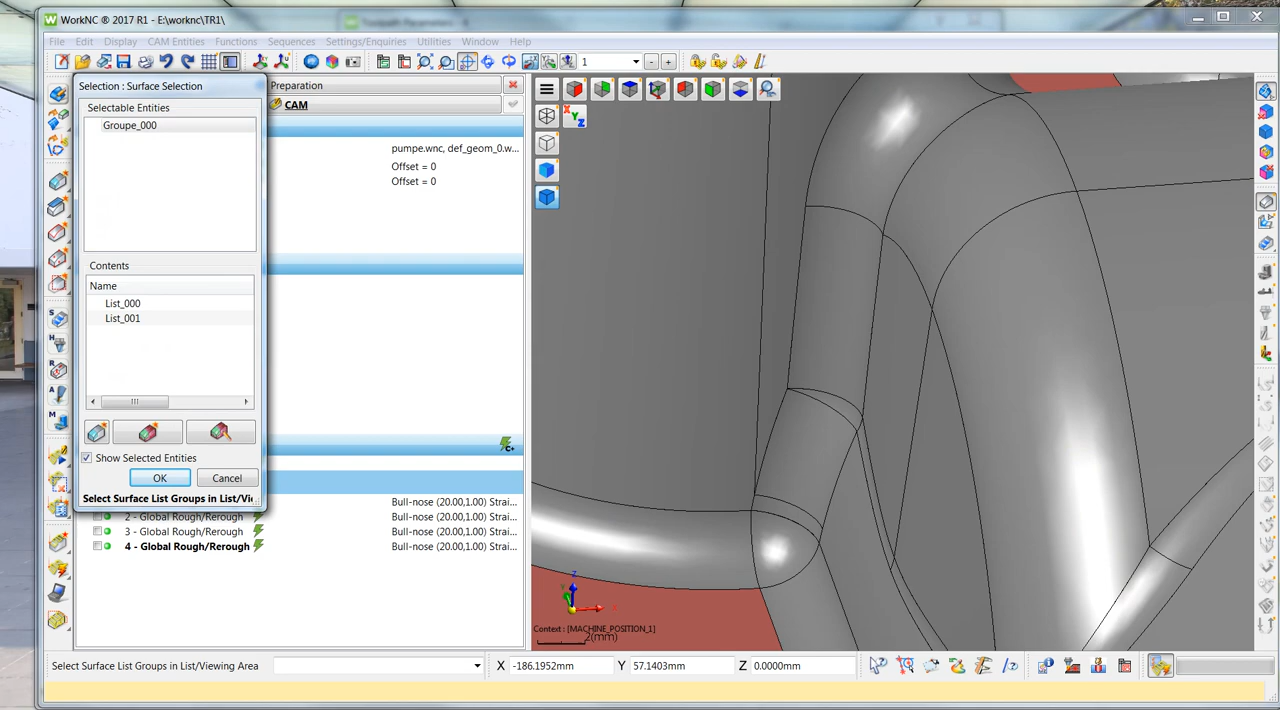 WorkNC ® 2017 R1 - E:\worknc\TR1\
Toolpath Parameters - 4
File Edit Display CAM Entities Functions Sequences Settings/Enquiries Utilities Window Help
1
- +
Selection : Surface Selection
Preparation
Selectable Entities
CAM
Groupe_000
pumpe.wnc, def_geom_0.w...
Offset = 0
Offset = 0
X
Y
Z
Contents
Name
List_000
List_001
Show Selected Entities
OK Cancel
Select Surface List Groups in List/Vi
Bull-nose (20.00,1.00) Strai...
2 - Global Rough/Rerough Bull-nose (20.00,1.00) Strai...
3 - Global Rough/Rerough Bull-nose (20.00,1.00) Strai...
4 - Global Rough/Rerough Bull-nose (20.00,1.00) Strai...
Z
Context : [MACHINE_POSITION_1]
2(mm)
Select Surface List Groups in List/Viewing Area X -186.1952mm Y 57.1403mm Z 0.0000mm